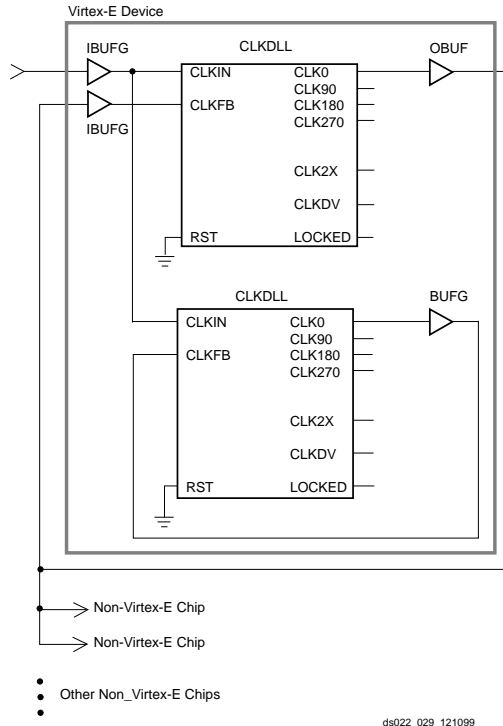 Virtex-E Device
IBUFG
CLKDLL
OBUF
CLKIN
CLK0
CLK90
CLKFB
CLK180
CLK270
IBUFG
CLK2X
CLKDV
RST
LOCKED
CLKDLL
BUFG
CLKIN
CLK0
CLK90
CLKFB
CLK180
CLK270
CLK2X
CLKDV
RST
LOCKED
Non-Virtex-E Chip
Non-Virtex-E Chip
Other Non_Virtex-E Chips
ds022_029_121099